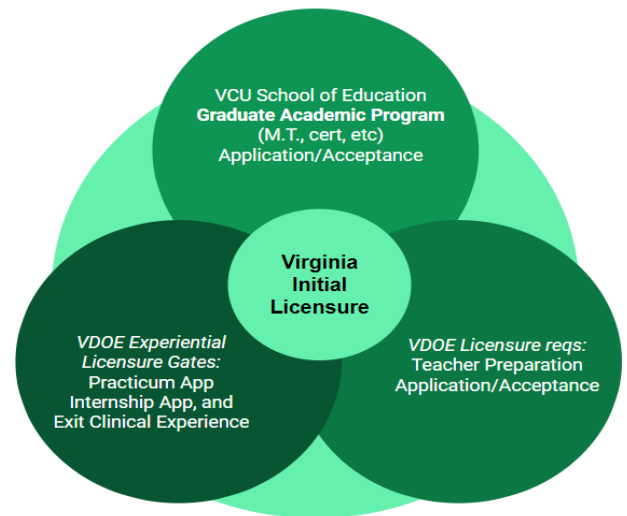 VCU School of Education
Graduate Academic Program
(M.T., cert, etc)
Application/Acceptance
Virginia
Initial
Licensure
VDOE Experiential
Licensure Gates:
Practicum App
Internship App, and
Exit Clinical Experience
VDOE Licensure reqs:
Teacher Preparation
Application/Acceptance